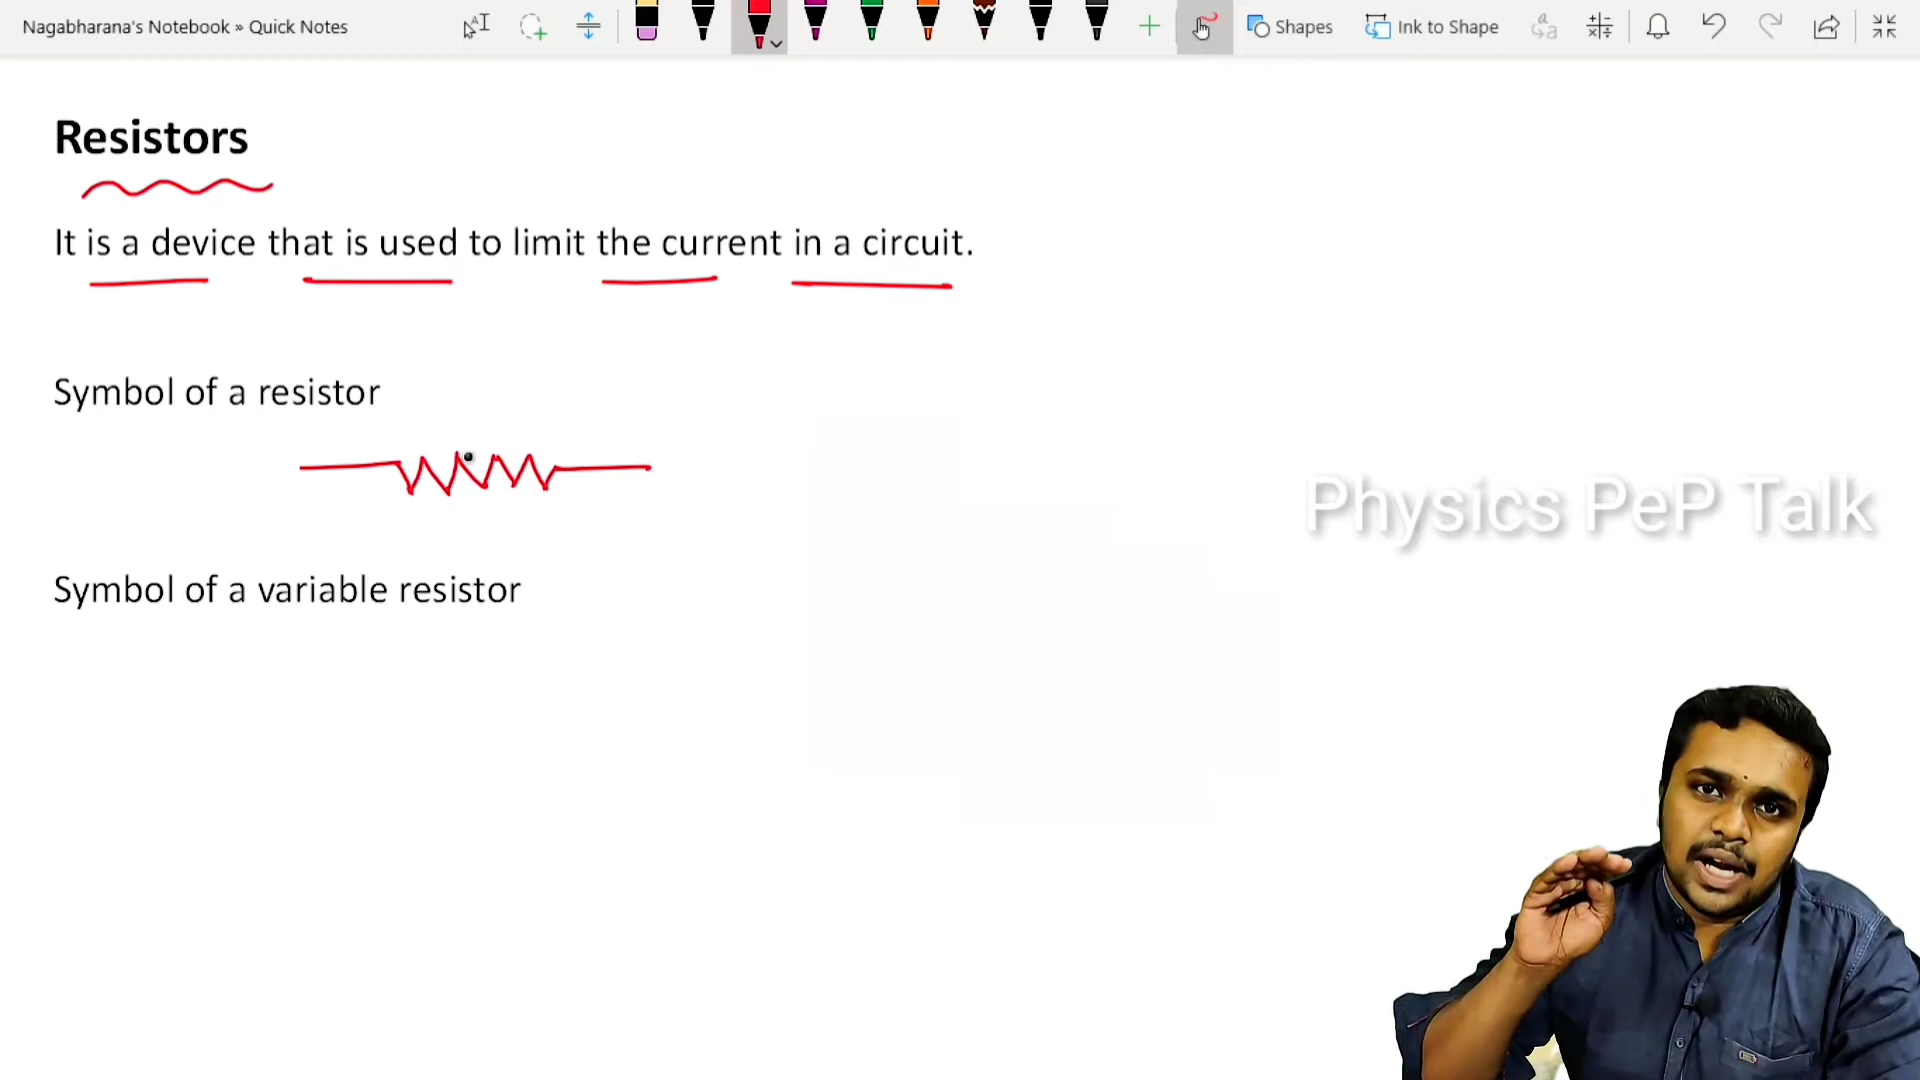 Nagabharana's Notebook » Quick Notes
Shapes
Ink to Shape
Resistors
It is a device that is used to limit the current in a circuit.
Symbol of a resistor
Physics PeP Talk
Symbol of a variable resistor